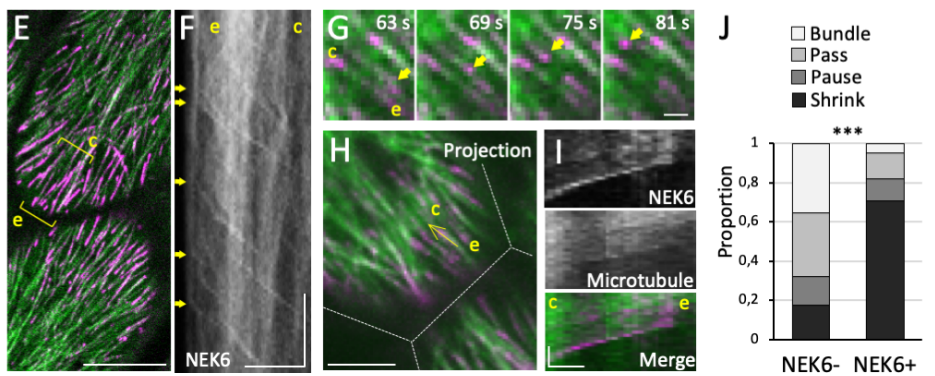 E
c
e
F
e
c
NEK6
G
63 s
69 s
75 s
81 s
c
e
H
Projection
c
e
I
NEK6
Microtubule
c
e
Merge
J
Bundle
Pass
Pause
Shrink
***
Proportion
1
0,8
0,6
0,4
0,2
0
NEK6-
NEK6+